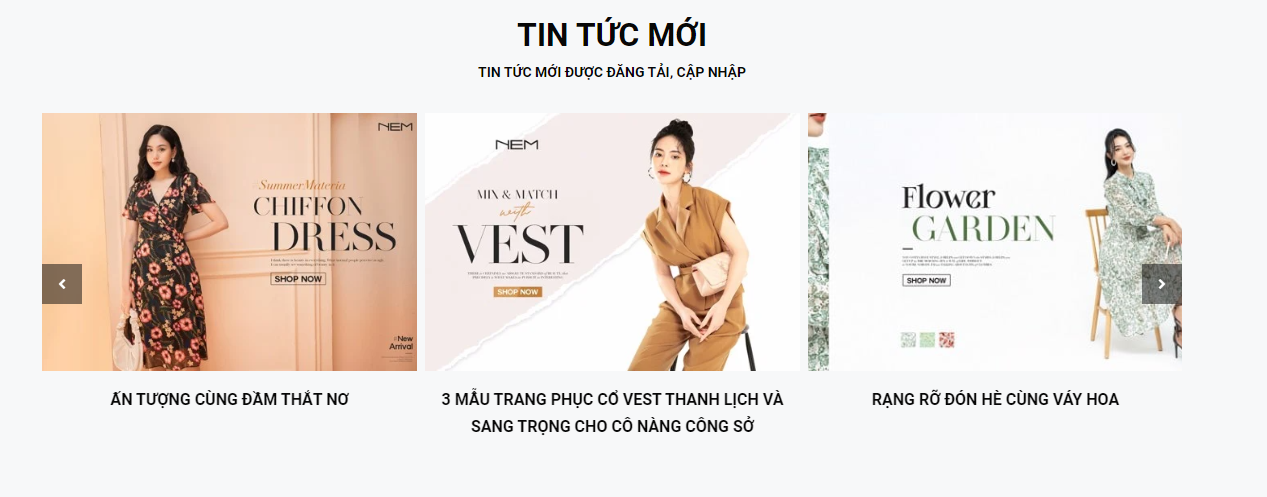 TIN TỨC MỚI
TIN TỨC MỚI ĐƯỢC ĐĂNG TẢI, CẬP NHẬP
NEM
SummerMateria
CHIFFON
DRESS
SHOP NOW
#New
Arrival
NEM
MIX & MATCH
with
VEST
SHOP NOW
Flower
GARDEN
SHOP NOW
ẤN TƯỢNG CÙNG ĐẦM THẮT NƠ
3 MẪU TRANG PHỤC CỔ VEST THANH LỊCH VÀ
SANG TRỌNG CHO CÔ NÀNG CÔNG SỞ
RẠNG RỠ ĐÓN HÈ CÙNG VÁY HOA